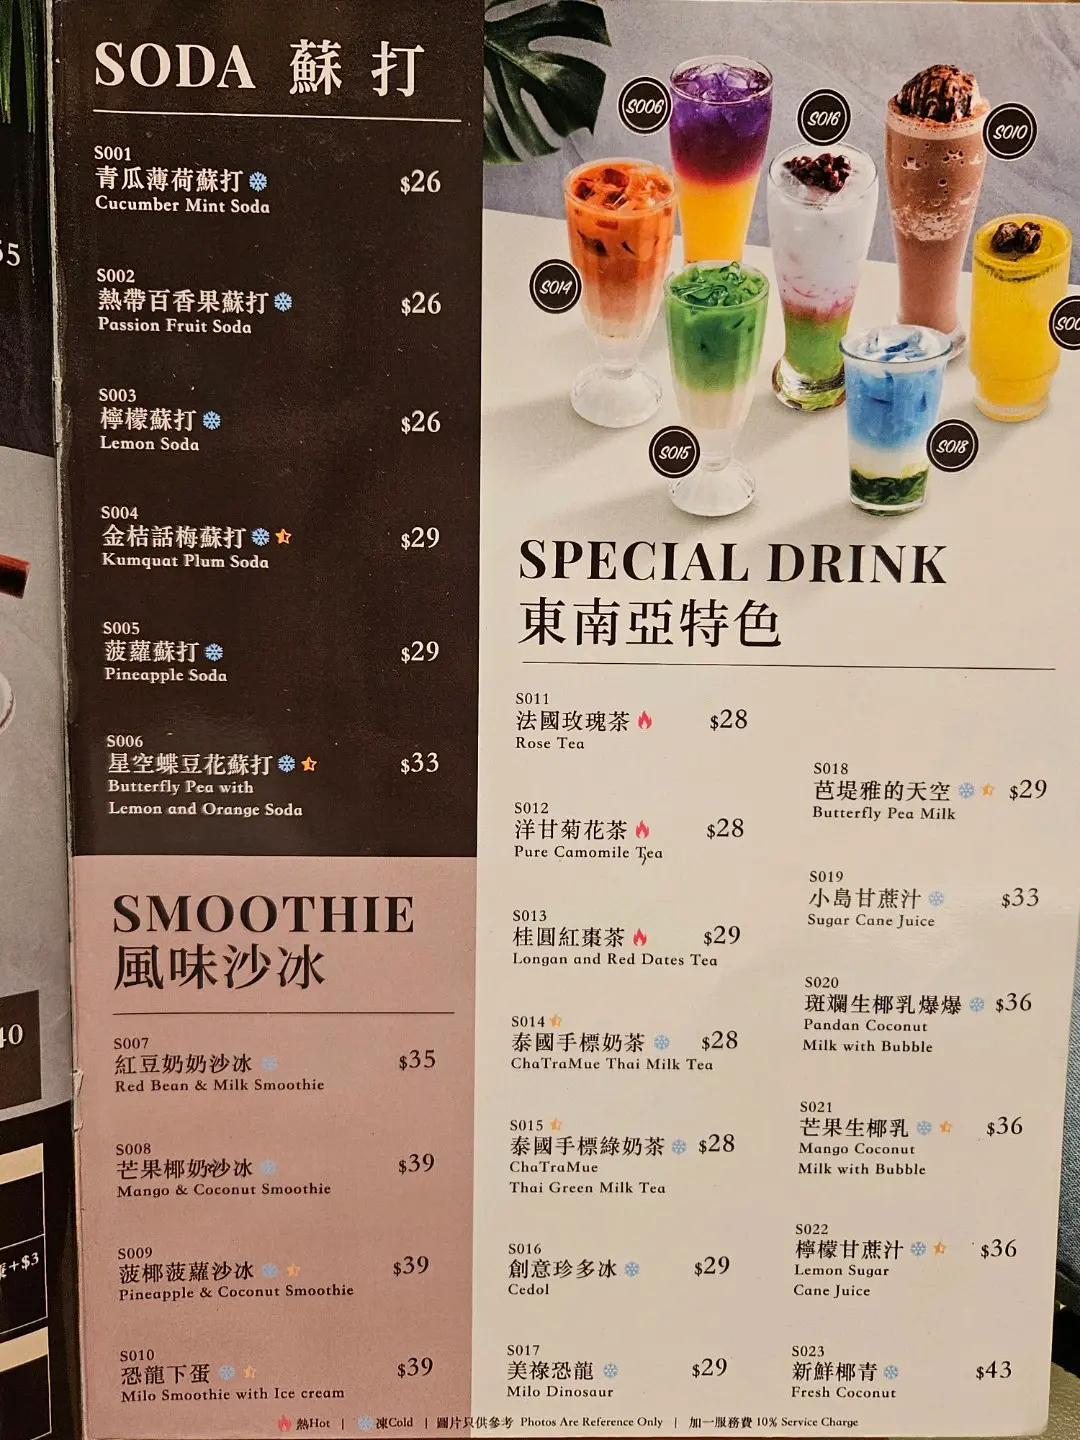 SODA 蘇打
S001
青瓜薄荷蘇打 $26
Cucumber Mint Soda
S002
熱帶百香果蘇打 $26
Passion Fruit Soda
S003
檸檬蘇打 $26
Lemon Soda
S004
金桔話梅蘇打 $29
Kumquat Plum Soda
S005
菠蘿蘇打 $29
Pineapple Soda
S006
星空蝶豆花蘇打 $33
Butterfly Pea with
Lemon and Orange Soda
SMOOTHIE
風味沙冰
S007
紅豆奶奶沙冰 $35
Red Bean & Milk Smoothie
S008
芒果椰奶沙冰 $39
Mango & Coconut Smoothie
S009
菠椰菠蘿沙冰 $39
Pineapple & Coconut Smoothie
S010
恐龍下蛋 $39
Milo Smoothie with Ice cream
S006
S016
S010
S014
S015
S018
SPECIAL DRINK
東南亞特色
S011
法國玫瑰茶 $28
Rose Tea
S012
洋甘菊花茶 $28
Pure Camomile Tea
S013
桂圓紅棗茶 $29
Longan and Red Dates Tea
S014
泰國手標奶茶 $28
ChaTraMue Thai Milk Tea
S015
泰國手標綠奶茶 $28
ChaTraMue
Thai Green Milk Tea
S016
創意珍多冰 $29
Cedol
S017
美祿恐龍 $29
Milo Dinosaur
S018
芭堤雅的天空 $29
Butterfly Pea Milk
S019
小島甘蔗汁 $33
Sugar Cane Juice
S020
斑斕生椰乳爆爆 $36
Pandan Coconut
Milk with Bubble
S021
芒果生椰乳 $36
Mango Coconut
Milk with Bubble
S022
檸檬甘蔗汁 $36
Lemon Sugar
Cane Juice
S023
新鮮椰青 $43
Fresh Coconut
熱Hot | 凍Cold | 圖片只供參考 Photos Are Reference Only | 加一服務費 10% Service Charge
+$3